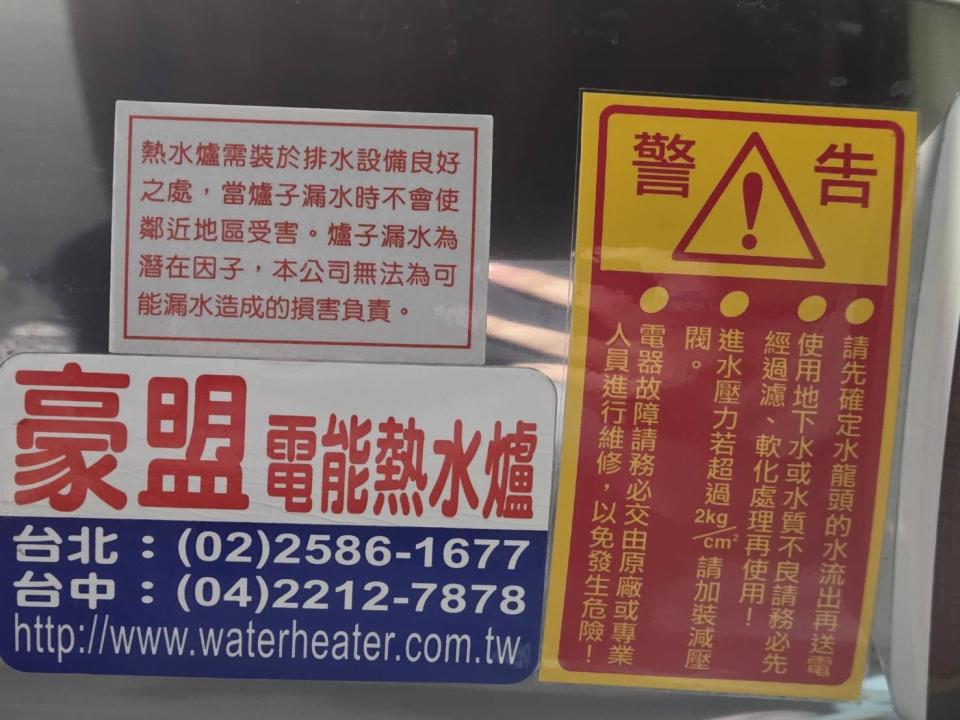 熱水爐需裝於排水設備良好
之處，當爐子漏水時不會使
鄰近地區受害。爐子漏水為
潛在因子，本公司無法為可
能漏水造成的損害負責。
豪盟電能熱水爐
台北：(02)2586-1677
台中：(04)2212-7878
http://www.waterheater.com.tw
警告
請先確定水龍頭的水流出再送電
使用地下水或水質不良請務必先
經過濾、軟化處理再使用！
進水壓力若超過2kg/cm²請加裝減壓
閥。
電器故障請務必交由原廠或專業
人員進行維修，以免發生危險！